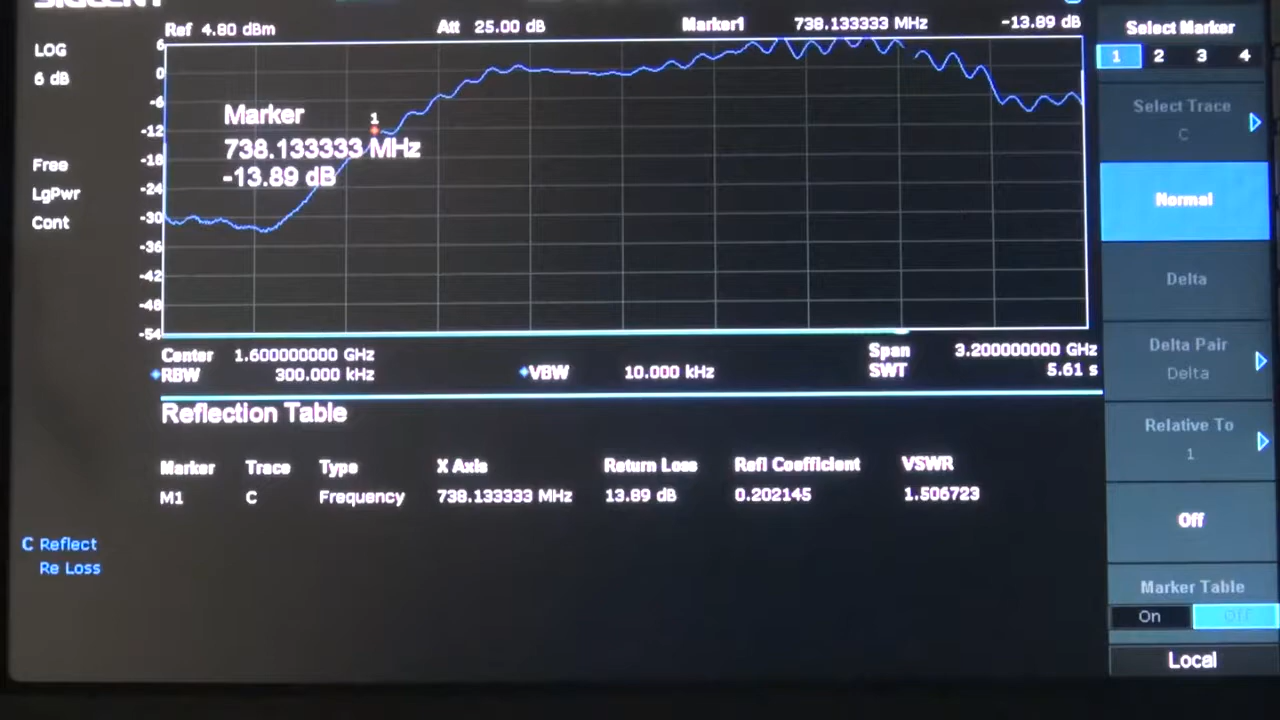 SIGLENT
Ref 4.80 dBm Att 25.00 dB Marker1 738.133333 MHz -13.89 dB
LOG
6 dB
Free
LgPwr
Cont
6
0
-6
-12
-18
-24
-30
-36
-42
-48
-54
Marker
738.133333 MHz
-13.89 dB
1
Center 1.600000000 GHz Span 3.200000000 GHz
RBW 300.000 kHz VBW 10.000 kHz SWT 5.61 s
Reflection Table
Marker Trace Type X Axis Return Loss Refl Coefficient VSWR
M1 C Frequency 738.133333 MHz 13.89 dB 0.202145 1.506723
C Reflect
Re Loss
Select Marker
1 2 3 4
Select Trace
C
Normal
Delta
Delta Pair
Delta
Relative To
1
Off
Marker Table
On Off
Local